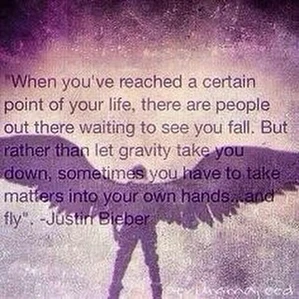 "When you've reached a certain
point of your life, there are people
out there waiting to see you fall. But
rather than let gravity take you
down, sometimes you have to take
matters into your own hands...and
fly". -Justin Bieber